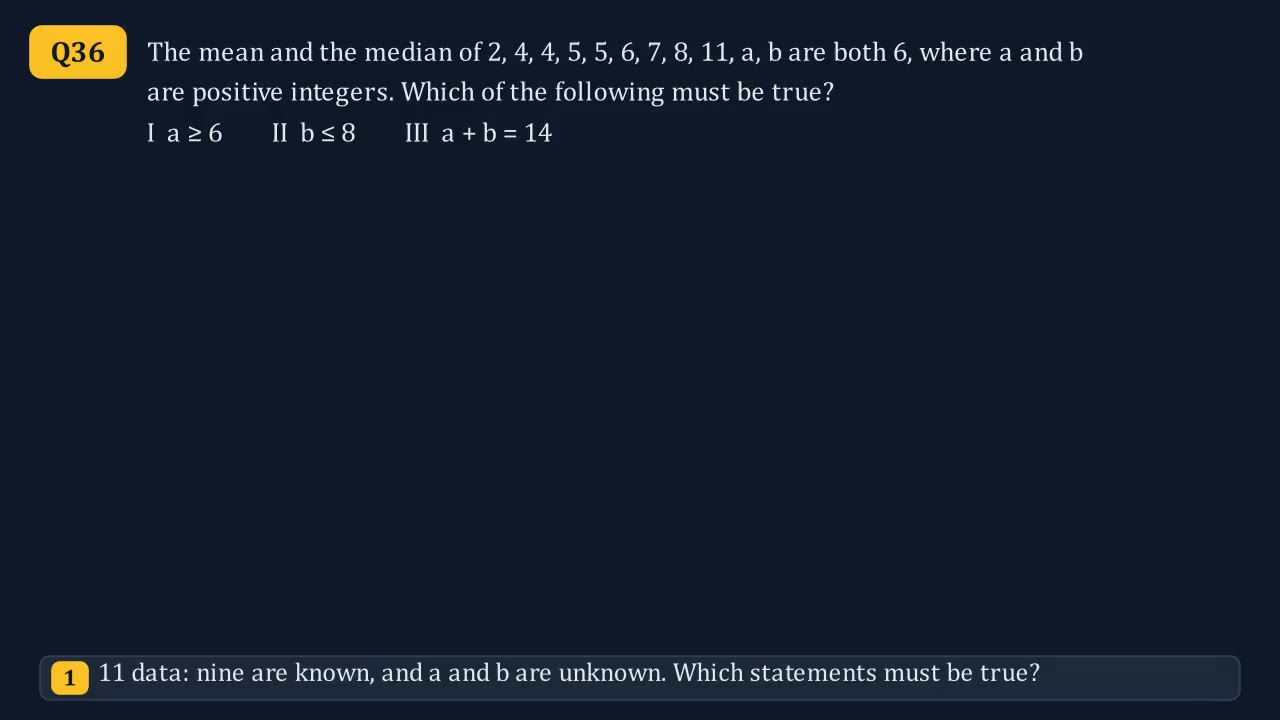 Q36 The mean and the median of 2, 4, 4, 5, 5, 6, 7, 8, 11, a, b are both 6, where a and b
are positive integers. Which of the following must be true?
I a ≥ 6 II b ≤ 8 III a + b = 14
1 11 data: nine are known, and a and b are unknown. Which statements must be true?